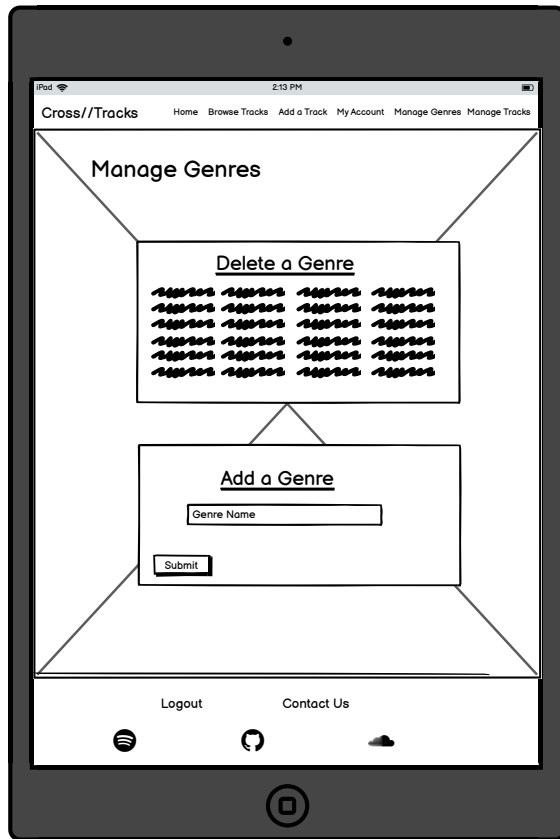 iPad 2:13 PM
Cross//Tracks Home Browse Tracks Add a Track My Account Manage Genres Manage Tracks
Manage Genres
Delete a Genre
Add a Genre
Genre Name
Submit
Logout Contact Us